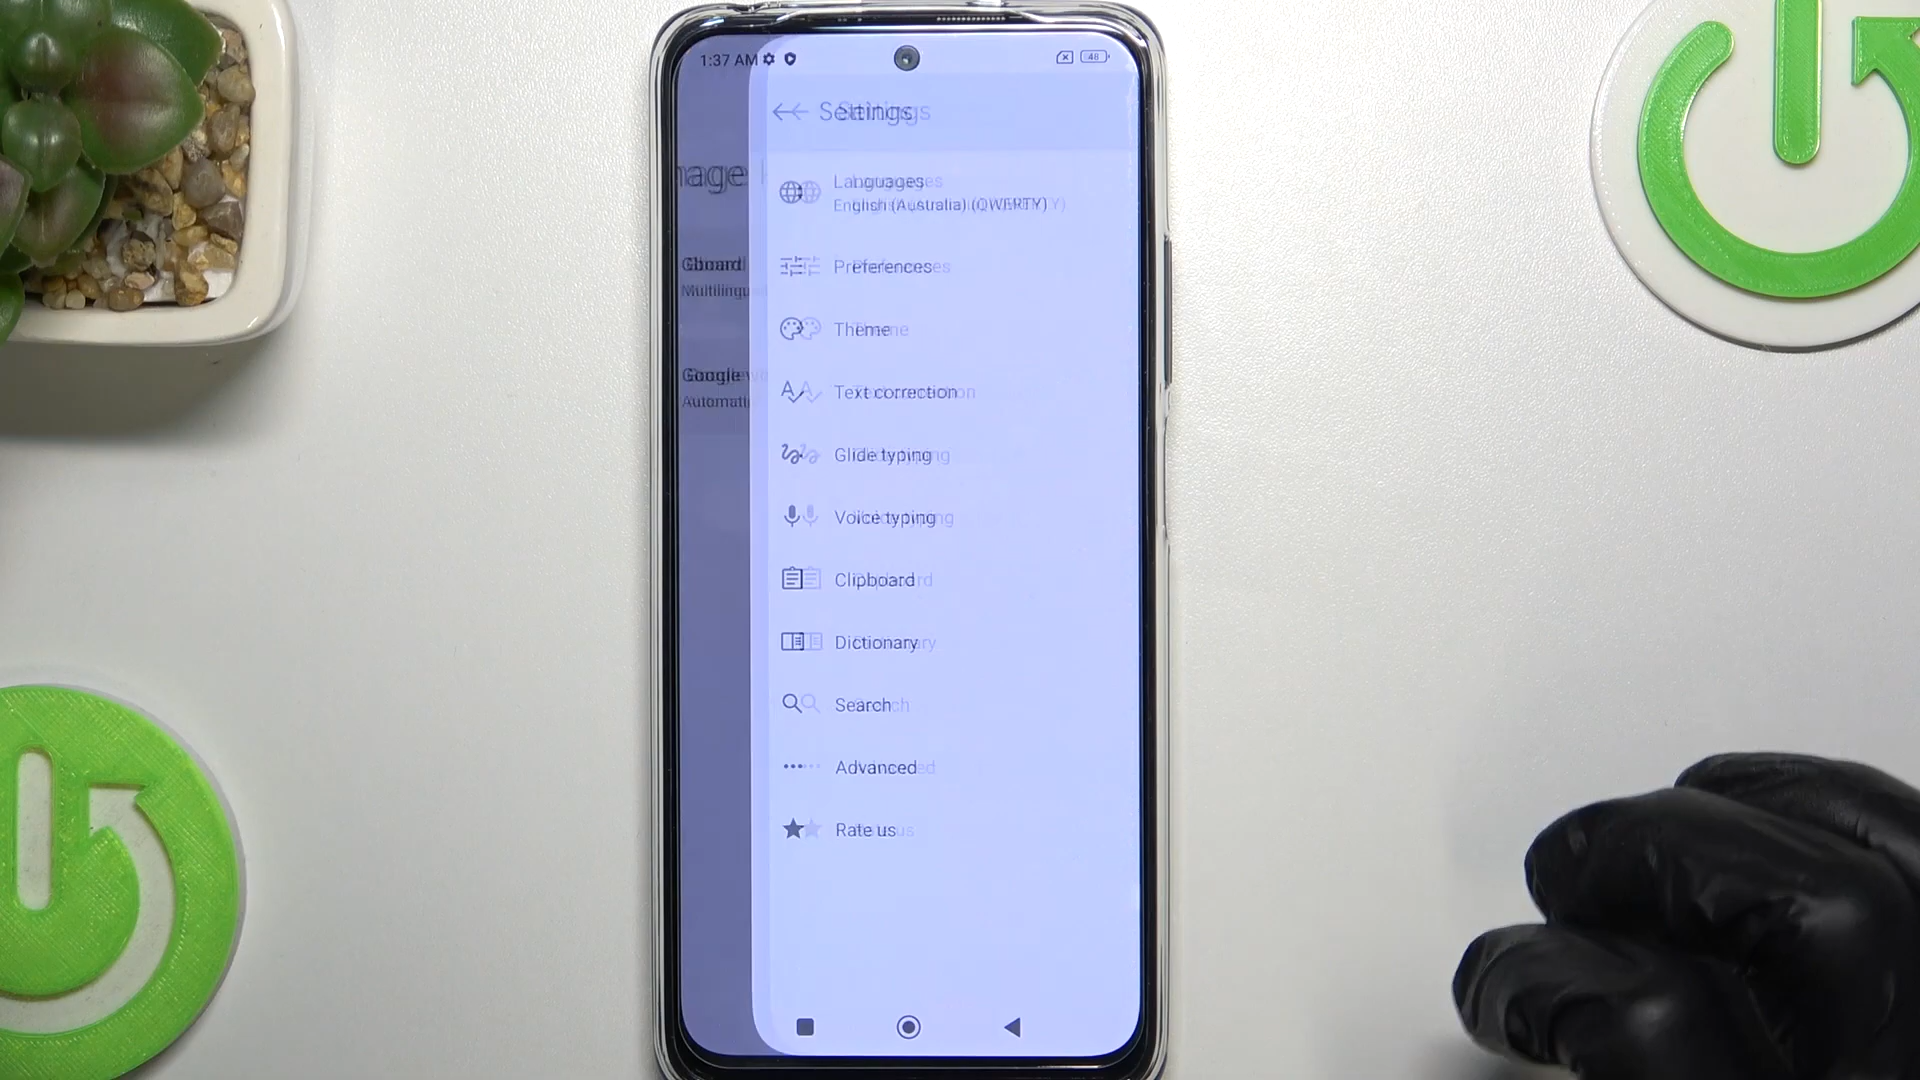 1:37 AM 48
Settings
Languages
English (Australia) (QWERTY)
Preferences
Theme
Text correction
Glide typing
Voice typing
Clipboard
Dictionary
Search
Advanced
Rate us
Gboard
Google